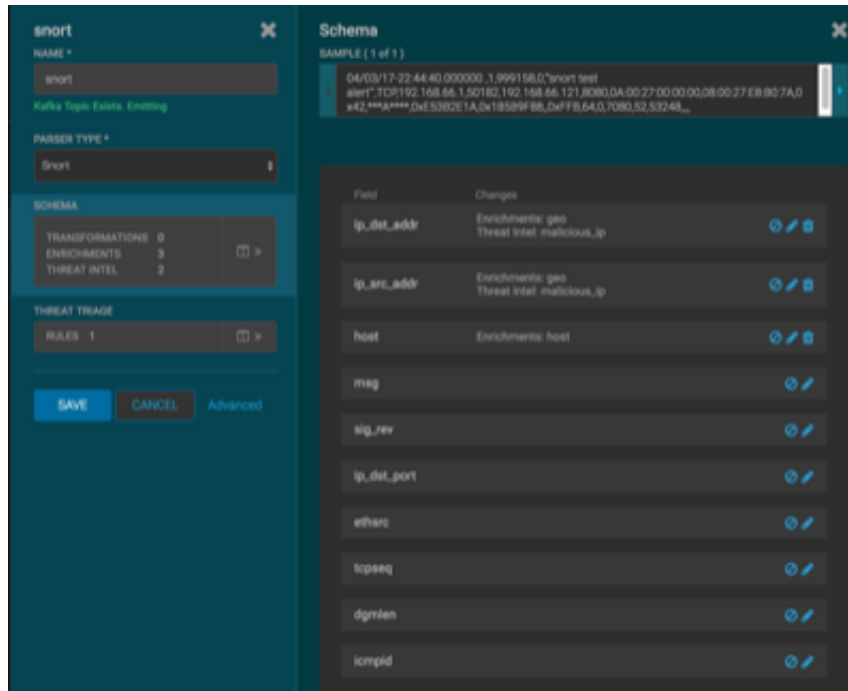 snort
NAME *
snort
Kafka Topic Exists. Emitting
PARSER TYPE *
Snort
SCHEMA
TRANSFORMATIONS 0
ENRICHMENTS 3
THREAT INTEL 2
THREAT TRIAGE
RULES 1
SAVE CANCEL Advanced
Schema
SAMPLE ( 1 of 1 )
04/03/17-22:44:40.000000 ,1,999158,0,"snort test
alert",TCP,192.168.66.1,50182,192.168.66.121,8080,0A:00:27:00:00:00,08:00:27:E8:B0:7A,0
x42,***A****,0xE53B2E1A,0x1B5B9FB8,,0xFFB,64,0,7080,52,53248,,,,
Field Changes
ip_dst_addr
Enrichments: geo
Threat Intel: malicious_ip
ip_src_addr
Enrichments: geo
Threat Intel: malicious_ip
host Enrichments: host
msg
sig_rev
ip_dst_port
ethsrc
tcpseq
dgmlen
icmpid